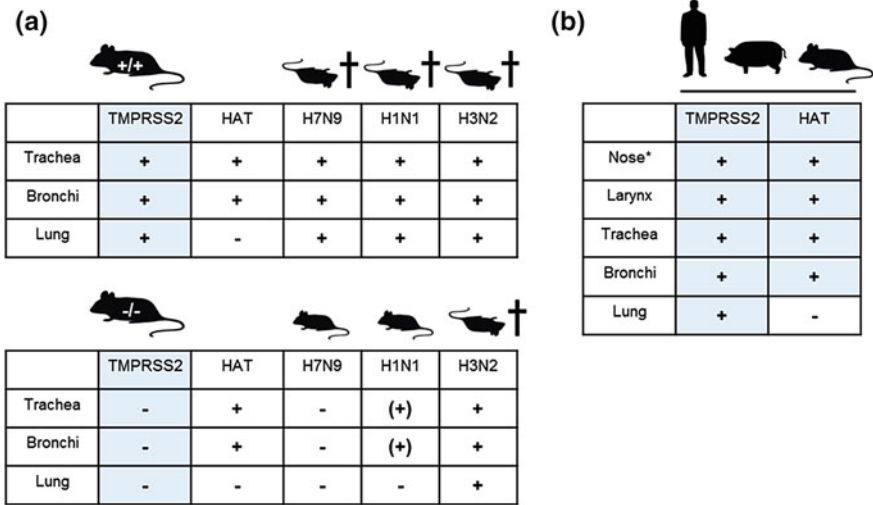 (a)
+/+
TMPRSS2 HAT H7N9 H1N1 H3N2
Trachea + + + + +
Bronchi + + + + +
Lung + - + + +
-/-
TMPRSS2 HAT H7N9 H1N1 H3N2
Trachea - + - (+) +
Bronchi - + - (+) +
Lung - - - - +
(b)
TMPRSS2 HAT
Nose* + +
Larynx + +
Trachea + +
Bronchi + +
Lung + -